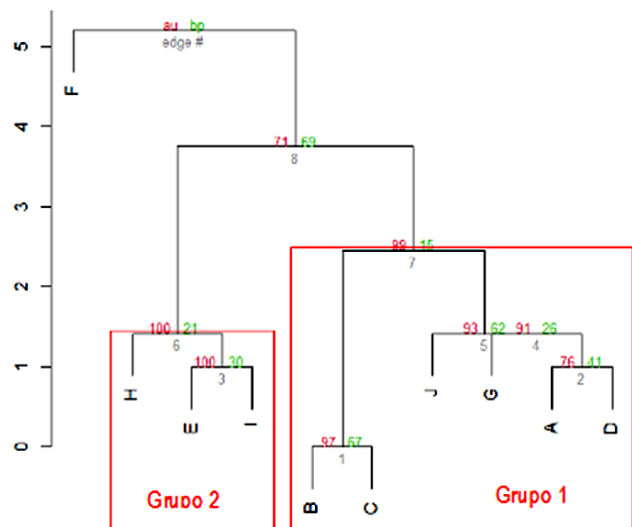 5
au bp
edge #
F
4
71 69
8
3
99 15
7
2
100 21
6
93 62 91 26
5 4
1
100 30
3
76 41
2
H
J
G
E
I
A
D
0
97 67
1
B
C
Grupo 2
Grupo 1